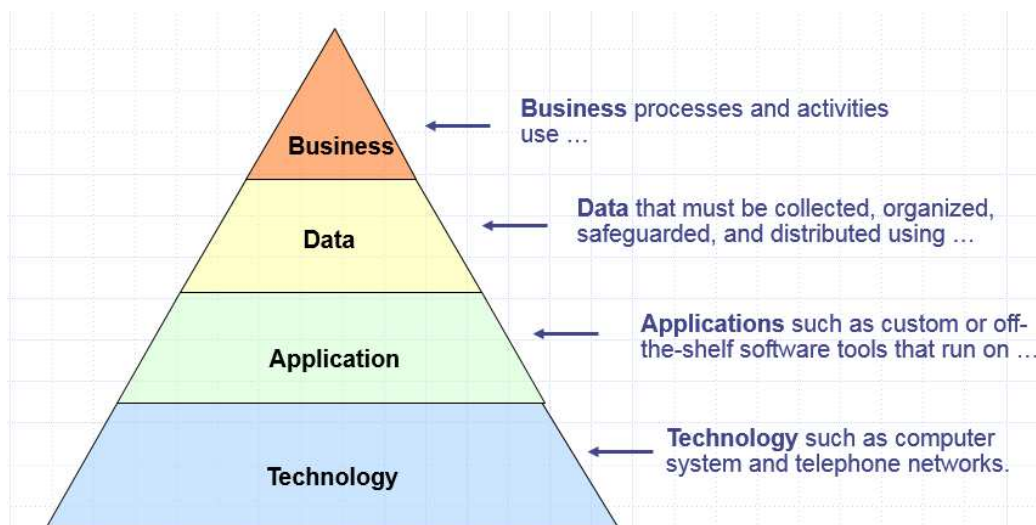 Business
Business processes and activities
use …
Data
Data that must be collected, organized,
safeguarded, and distributed using …
Application
Applications such as custom or off-
the-shelf software tools that run on …
Technology
Technology such as computer
system and telephone networks.